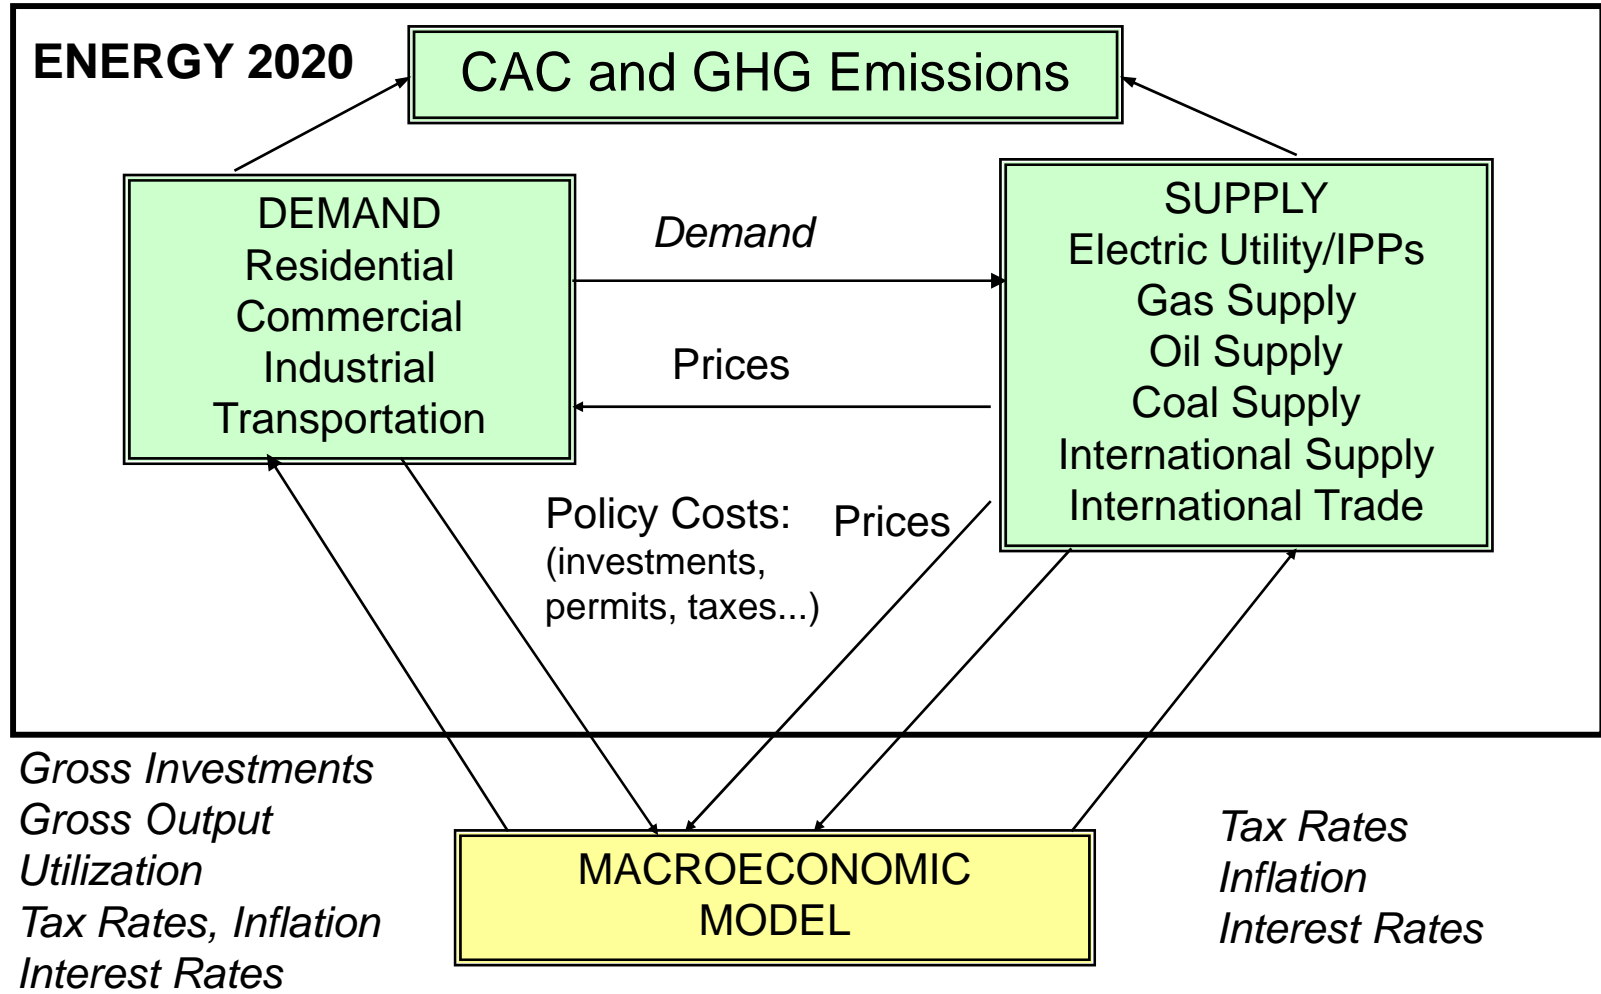 ENERGY 2020
CAC and GHG Emissions
DEMAND
Residential
Commercial
Industrial
Transportation
Demand
Prices
SUPPLY
Electric Utility/IPPs
Gas Supply
Oil Supply
Coal Supply
International Supply
International Trade
Policy Costs:
(investments,
permits, taxes...)
Prices
Gross Investments
Gross Output
Utilization
Tax Rates, Inflation
Interest Rates
MACROECONOMIC
MODEL
Tax Rates
Inflation
Interest Rates